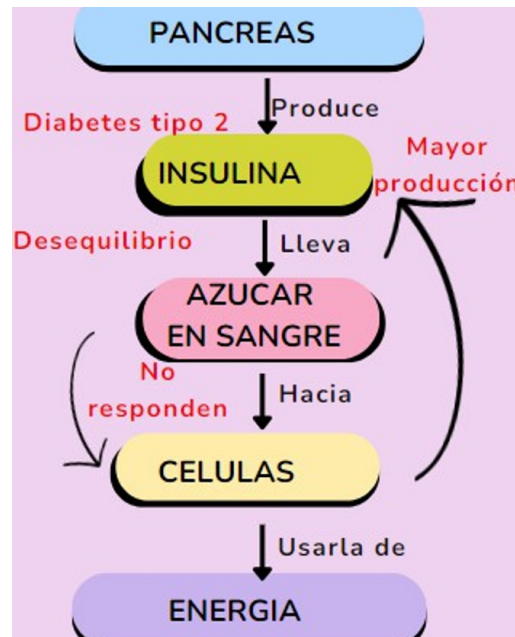 PANCREAS
Produce
Diabetes tipo 2
INSULINA
Mayor
producción
Desequilibrio
Lleva
AZUCAR
EN SANGRE
No
responden
Hacia
CELULAS
Usarla de
ENERGIA